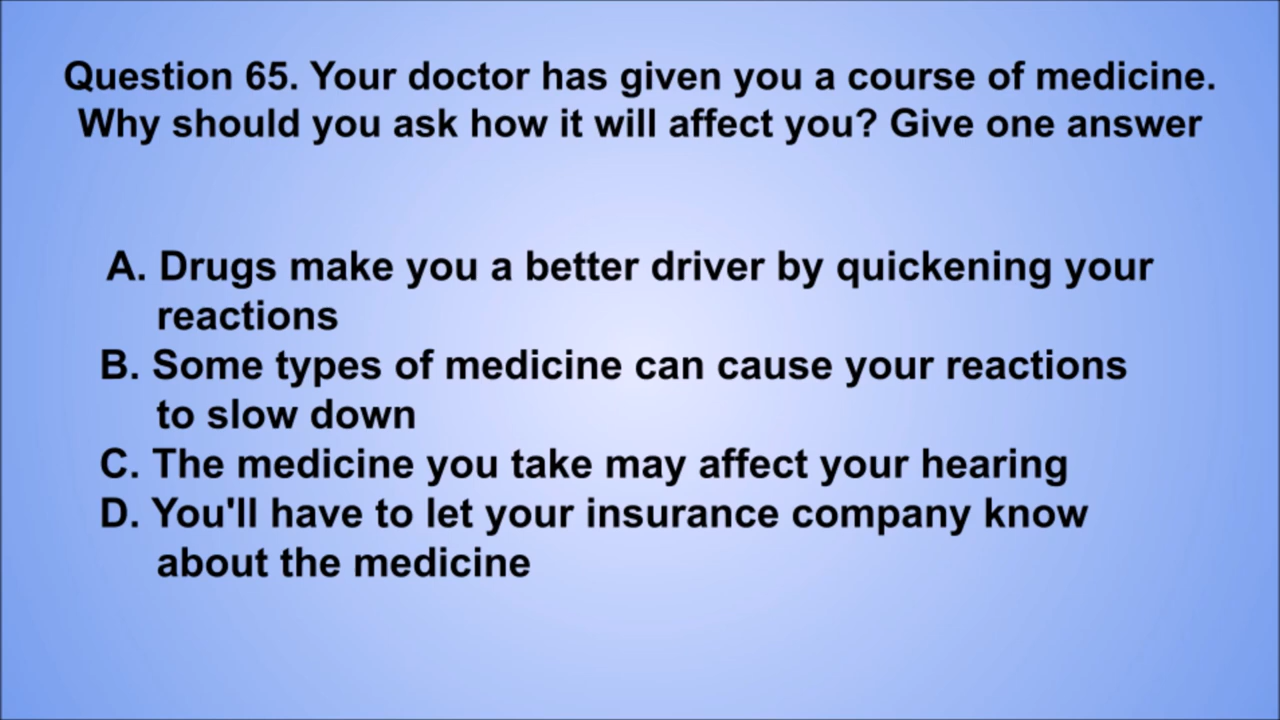 Question 65. Your doctor has given you a course of medicine.
Why should you ask how it will affect you? Give one answer
A. Drugs make you a better driver by quickening your
reactions
B. Some types of medicine can cause your reactions
to slow down
C. The medicine you take may affect your hearing
D. You'll have to let your insurance company know
about the medicine